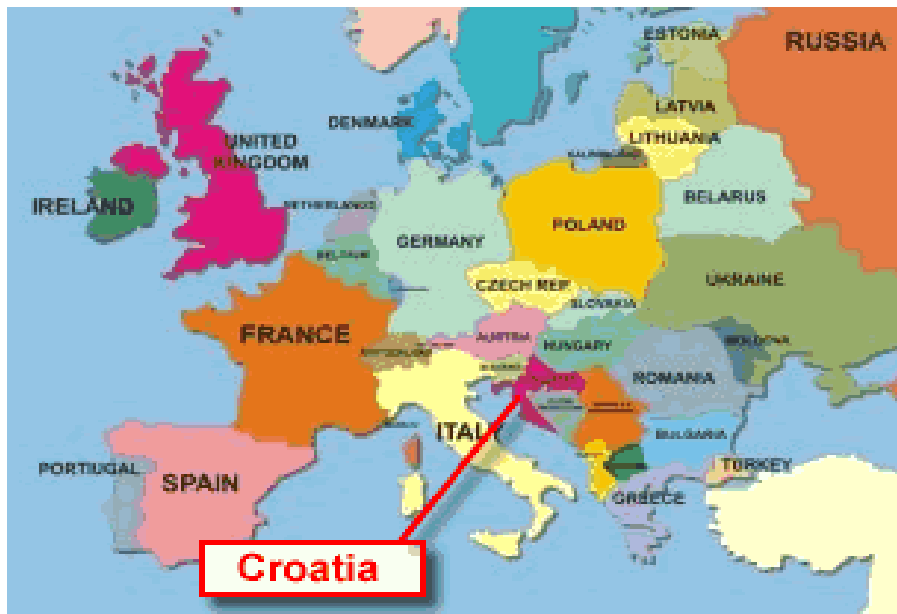 ESTONIA
RUSSIA
LATVIA
DENMARK
LITHUANIA
UNITED
KINGDOM
BELARUS
IRELAND
NETHERLANDS
POLAND
GERMANY
BELGIUM
UKRAINE
CZECH REP
SLOVAKIA
FRANCE
AUSTRIA
HUNGARY
MOLDOVA
ROMANIA
ITALY
BULGARIA
PORTUGAL
SPAIN
TURKEY
GREECE
Croatia